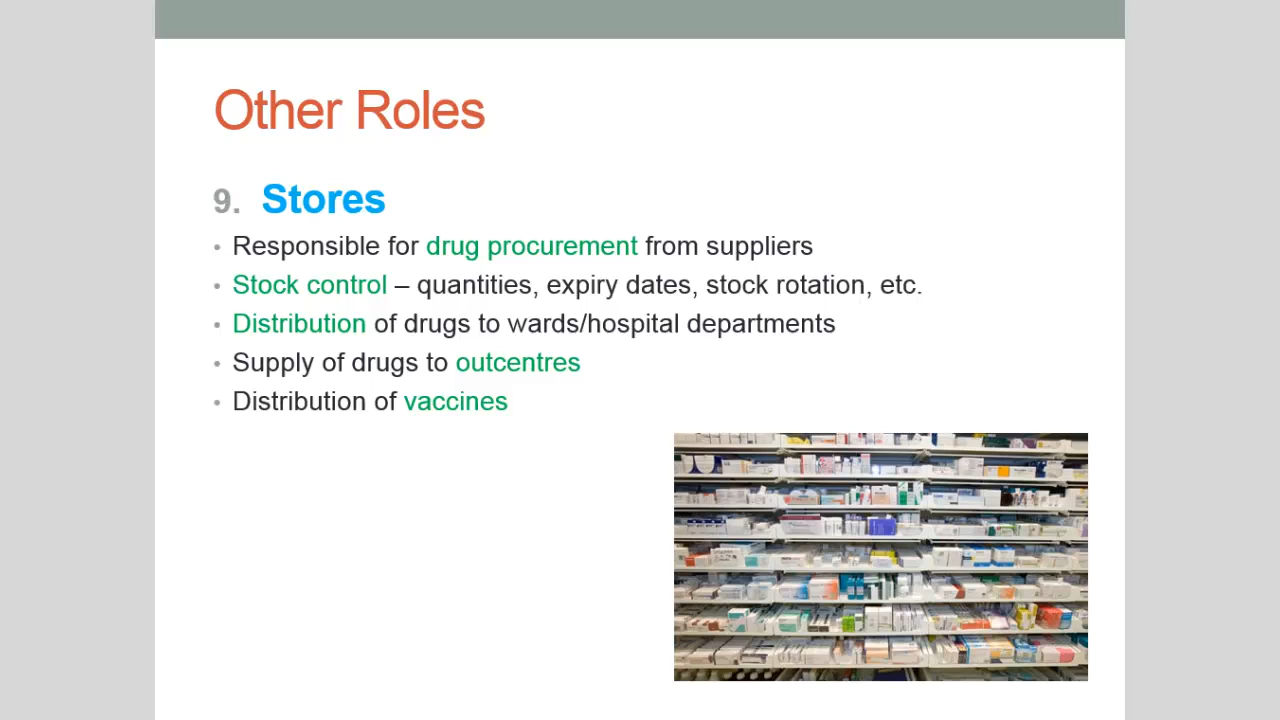 Other Roles
9. Stores
• Responsible for drug procurement from suppliers
• Stock control – quantities, expiry dates, stock rotation, etc.
• Distribution of drugs to wards/hospital departments
• Supply of drugs to outcentres
• Distribution of vaccines